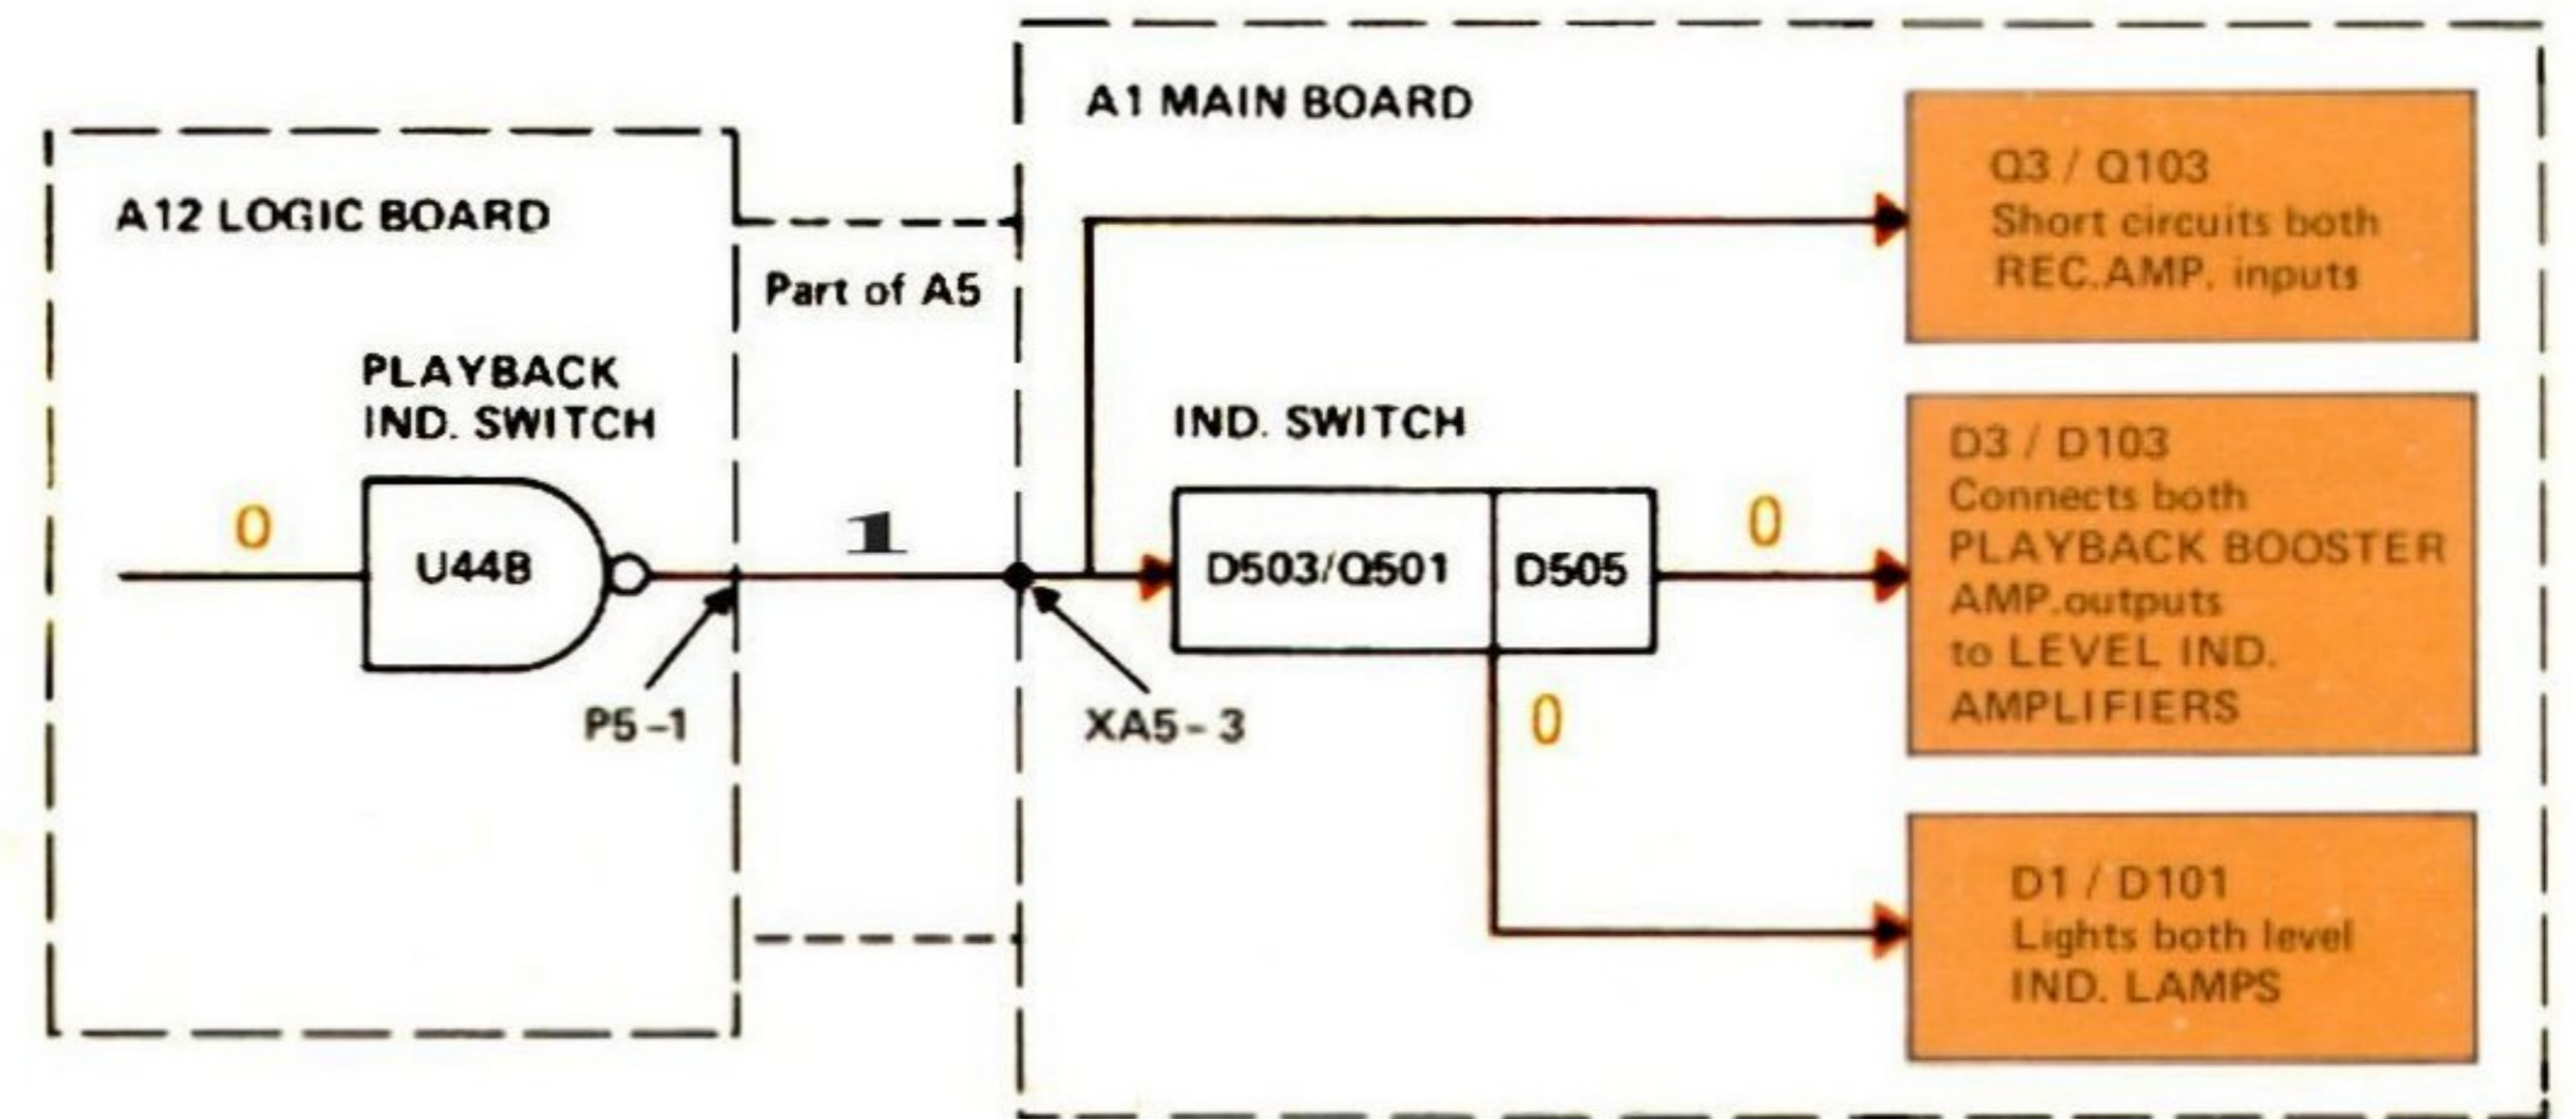 A1 MAIN BOARD
A12 LOGIC BOARD
Part of A5
PLAYBACK
IND. SWITCH
0
U44B
1
P5-1
XA5-3
IND. SWITCH
D503/Q501
D505
0
0
Q3 / Q103
Short circuits both
REC.AMP. inputs
D3 / D103
Connects both
PLAYBACK BOOSTER
AMP.outputs
to LEVEL IND.
AMPLIFIERS
D1 / D101
Lights both level
IND. LAMPS